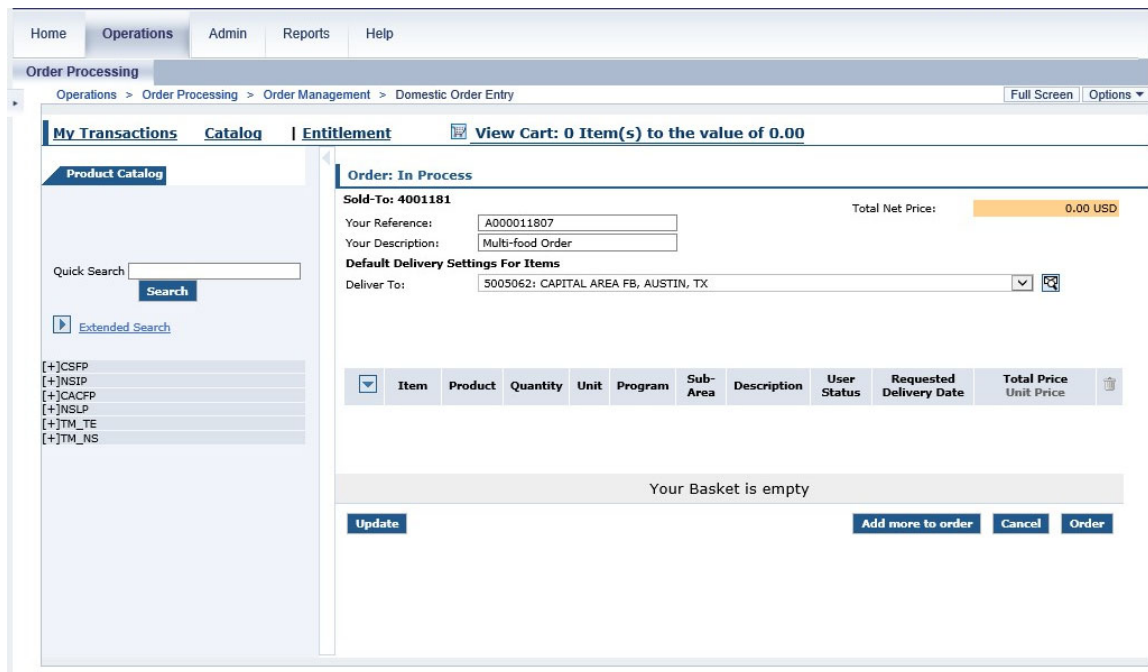 Home Operations Admin Reports Help
Order Processing
Operations > Order Processing > Order Management > Domestic Order Entry Full Screen Options
My Transactions Catalog | Entitlement View Cart: 0 Item(s) to the value of 0.00
Product Catalog
Quick Search
Search
Extended Search
[+]CSFP
[+]NSIP
[+]CACFP
[+]NSLP
[+]TM_TE
[+]TM_NS
Order: In Process
Sold-To: 4001181
Total Net Price: 0.00 USD
Your Reference: A000011807
Your Description: Multi-food Order
Default Delivery Settings For Items
Deliver To: 5005062: CAPITAL AREA FB, AUSTIN, TX
Item Product Quantity Unit Program Sub-Area Description User Status Requested Delivery Date Total Price Unit Price
Your Basket is empty
Update Add more to order Cancel Order